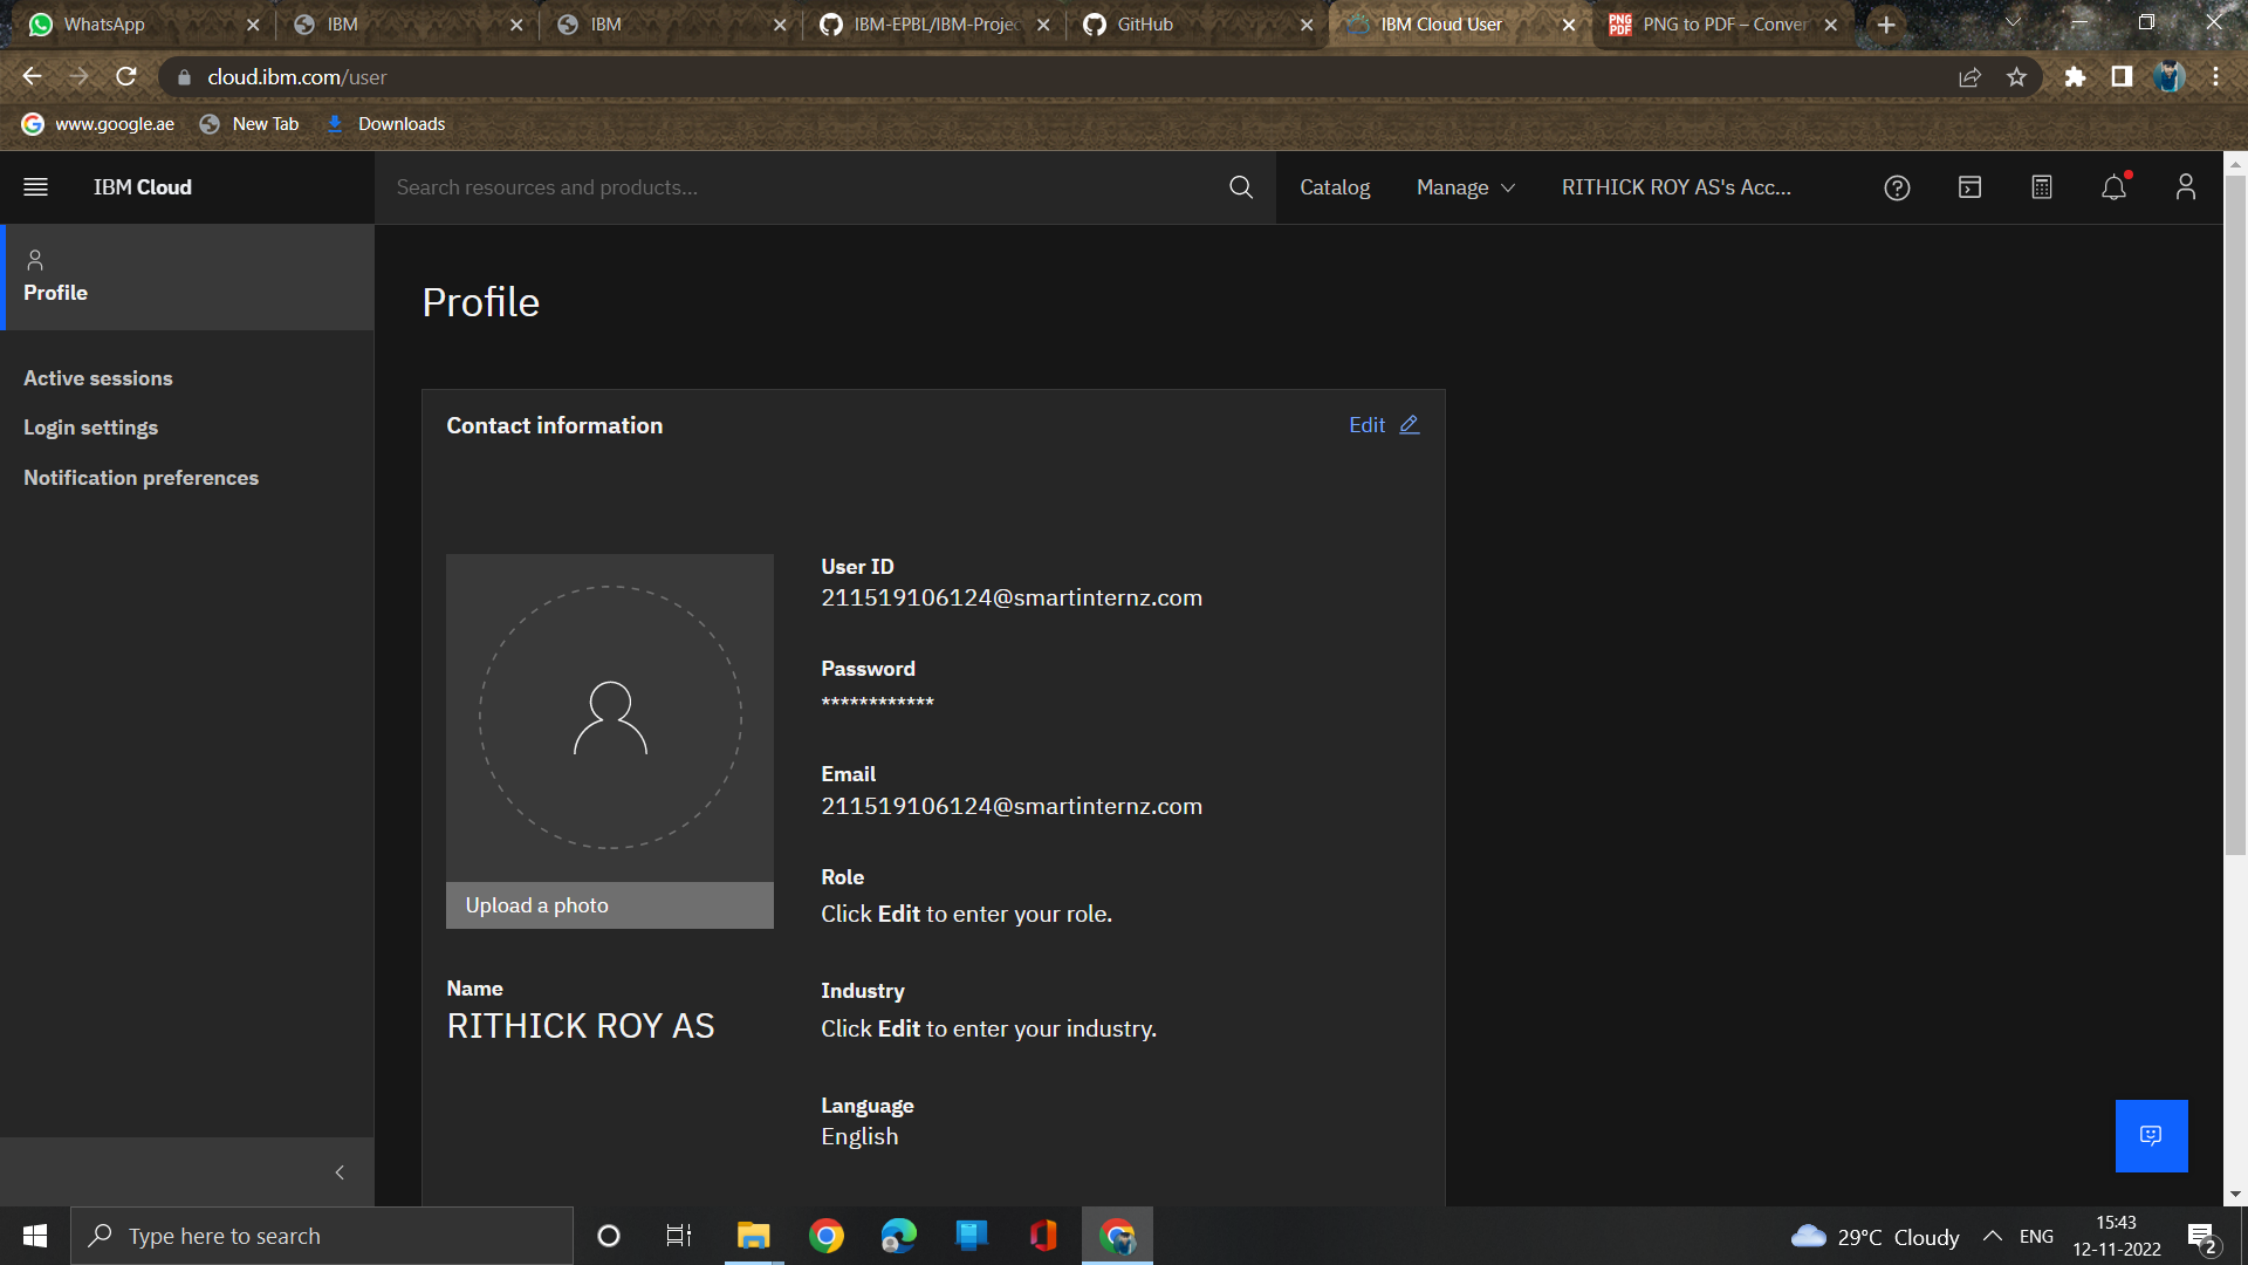 WhatsApp
IBM
IBM
IBM-EPBL/IBM-Projec
GitHub
IBM Cloud User
PNG PDF
PNG to PDF – Conver
cloud.ibm.com/user
www.google.ae
New Tab
Downloads
IBM Cloud
Search resources and products...
Catalog
Manage
RITHICK ROY AS's Acc...
Profile
Active sessions
Login settings
Notification preferences
Profile
Contact information
Edit
Upload a photo
Name
RITHICK ROY AS
User ID
211519106124@smartinternz.com
Password
************
Email
211519106124@smartinternz.com
Role
Click Edit to enter your role.
Industry
Click Edit to enter your industry.
Language
English
Type here to search
29°C Cloudy
ENG
15:43
12-11-2022
2